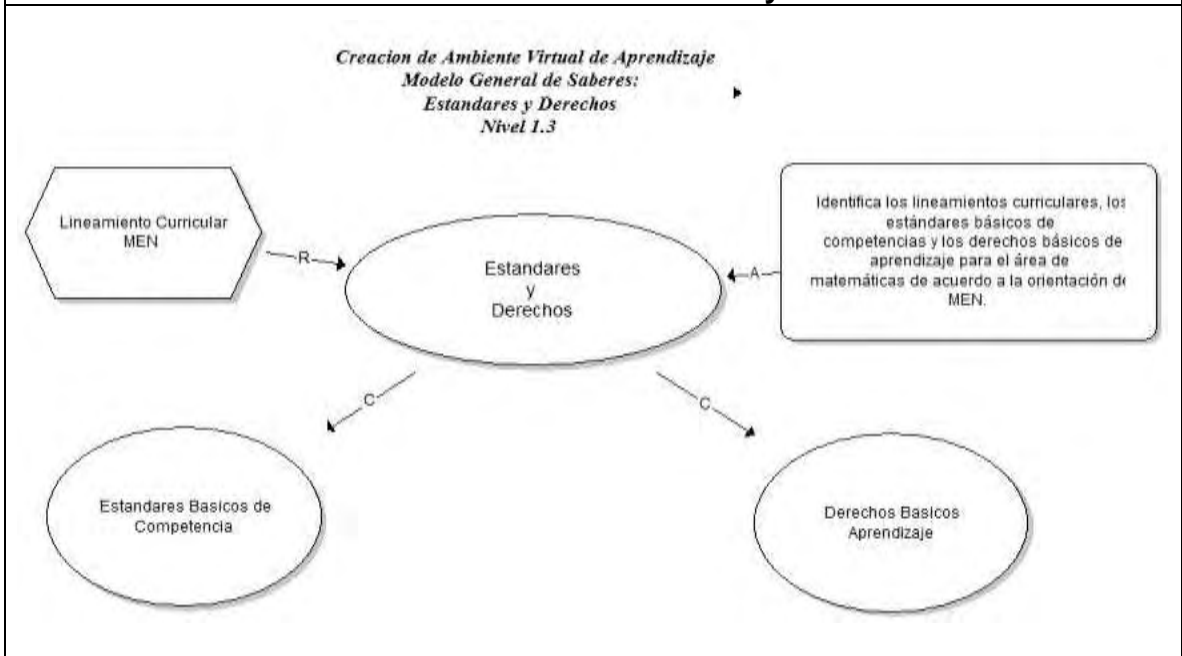 Creacion de Ambiente Virtual de Aprendizaje
Modelo General de Saberes:
Estandares y Derechos
Nivel 1.3
Lineamiento Curricular
MEN
R
Estandares
y
Derechos
A
Identifica los lineamientos curriculares, los
estándares básicos de
competencias y los derechos básicos de
aprendizaje para el área de
matemáticas de acuerdo a la orientación de
MEN.
C
C
Estandares Basicos de
Competencia
Derechos Basicos
Aprendizaje